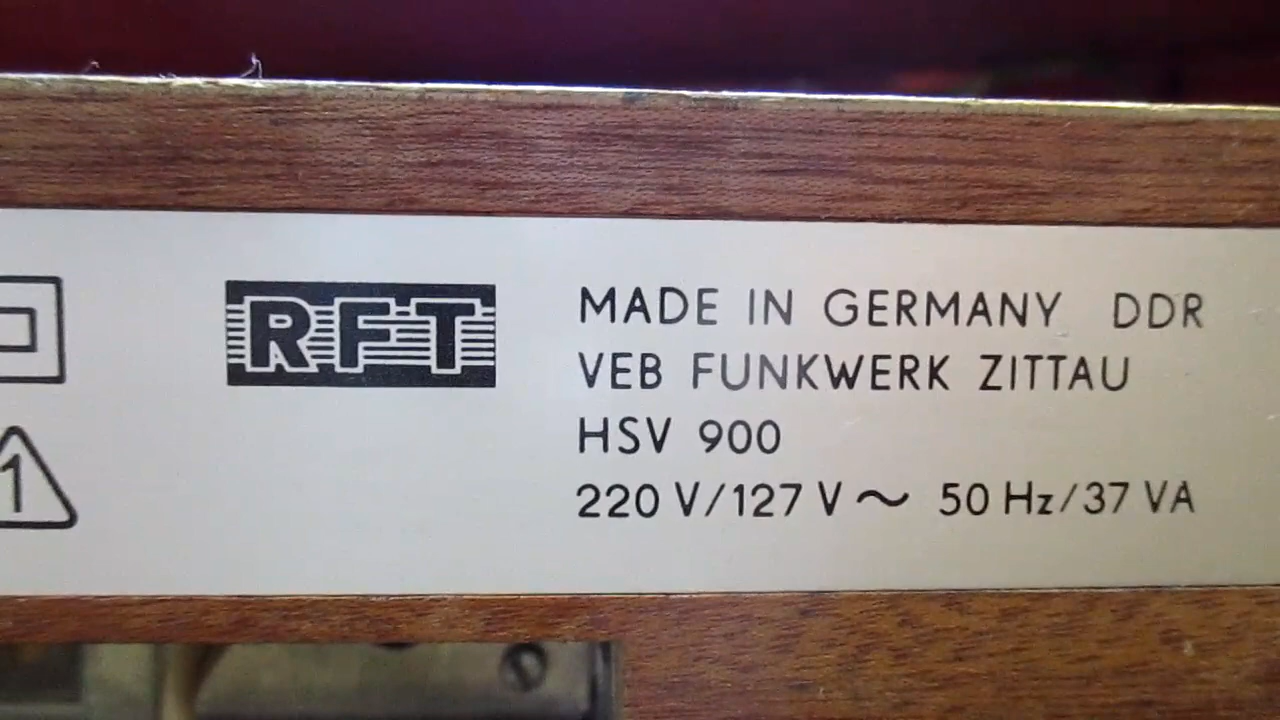 RFT
MADE IN GERMANY DDR
VEB FUNKWERK ZITTAU
HSV 900
220 V/127 V ~ 50 Hz/37 VA
1